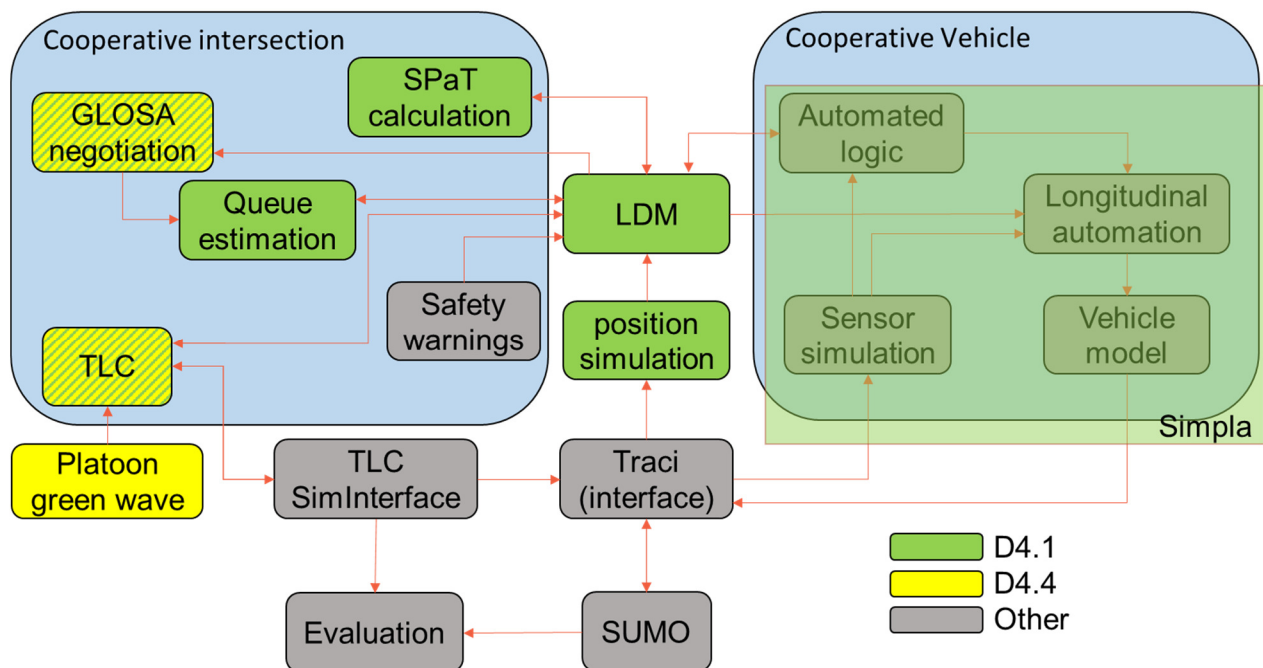 Cooperative intersection
SPaT
calculation
GLOSA
negotiation
Queue
estimation
Safety
warnings
TLC
Platoon
green wave
LDM
position
simulation
Cooperative Vehicle
Automated
logic
Longitudinal
automation
Sensor
simulation
Vehicle
model
Simpla
TLC
SimInterface
Traci
(interface)
Evaluation
SUMO
D4.1
D4.4
Other